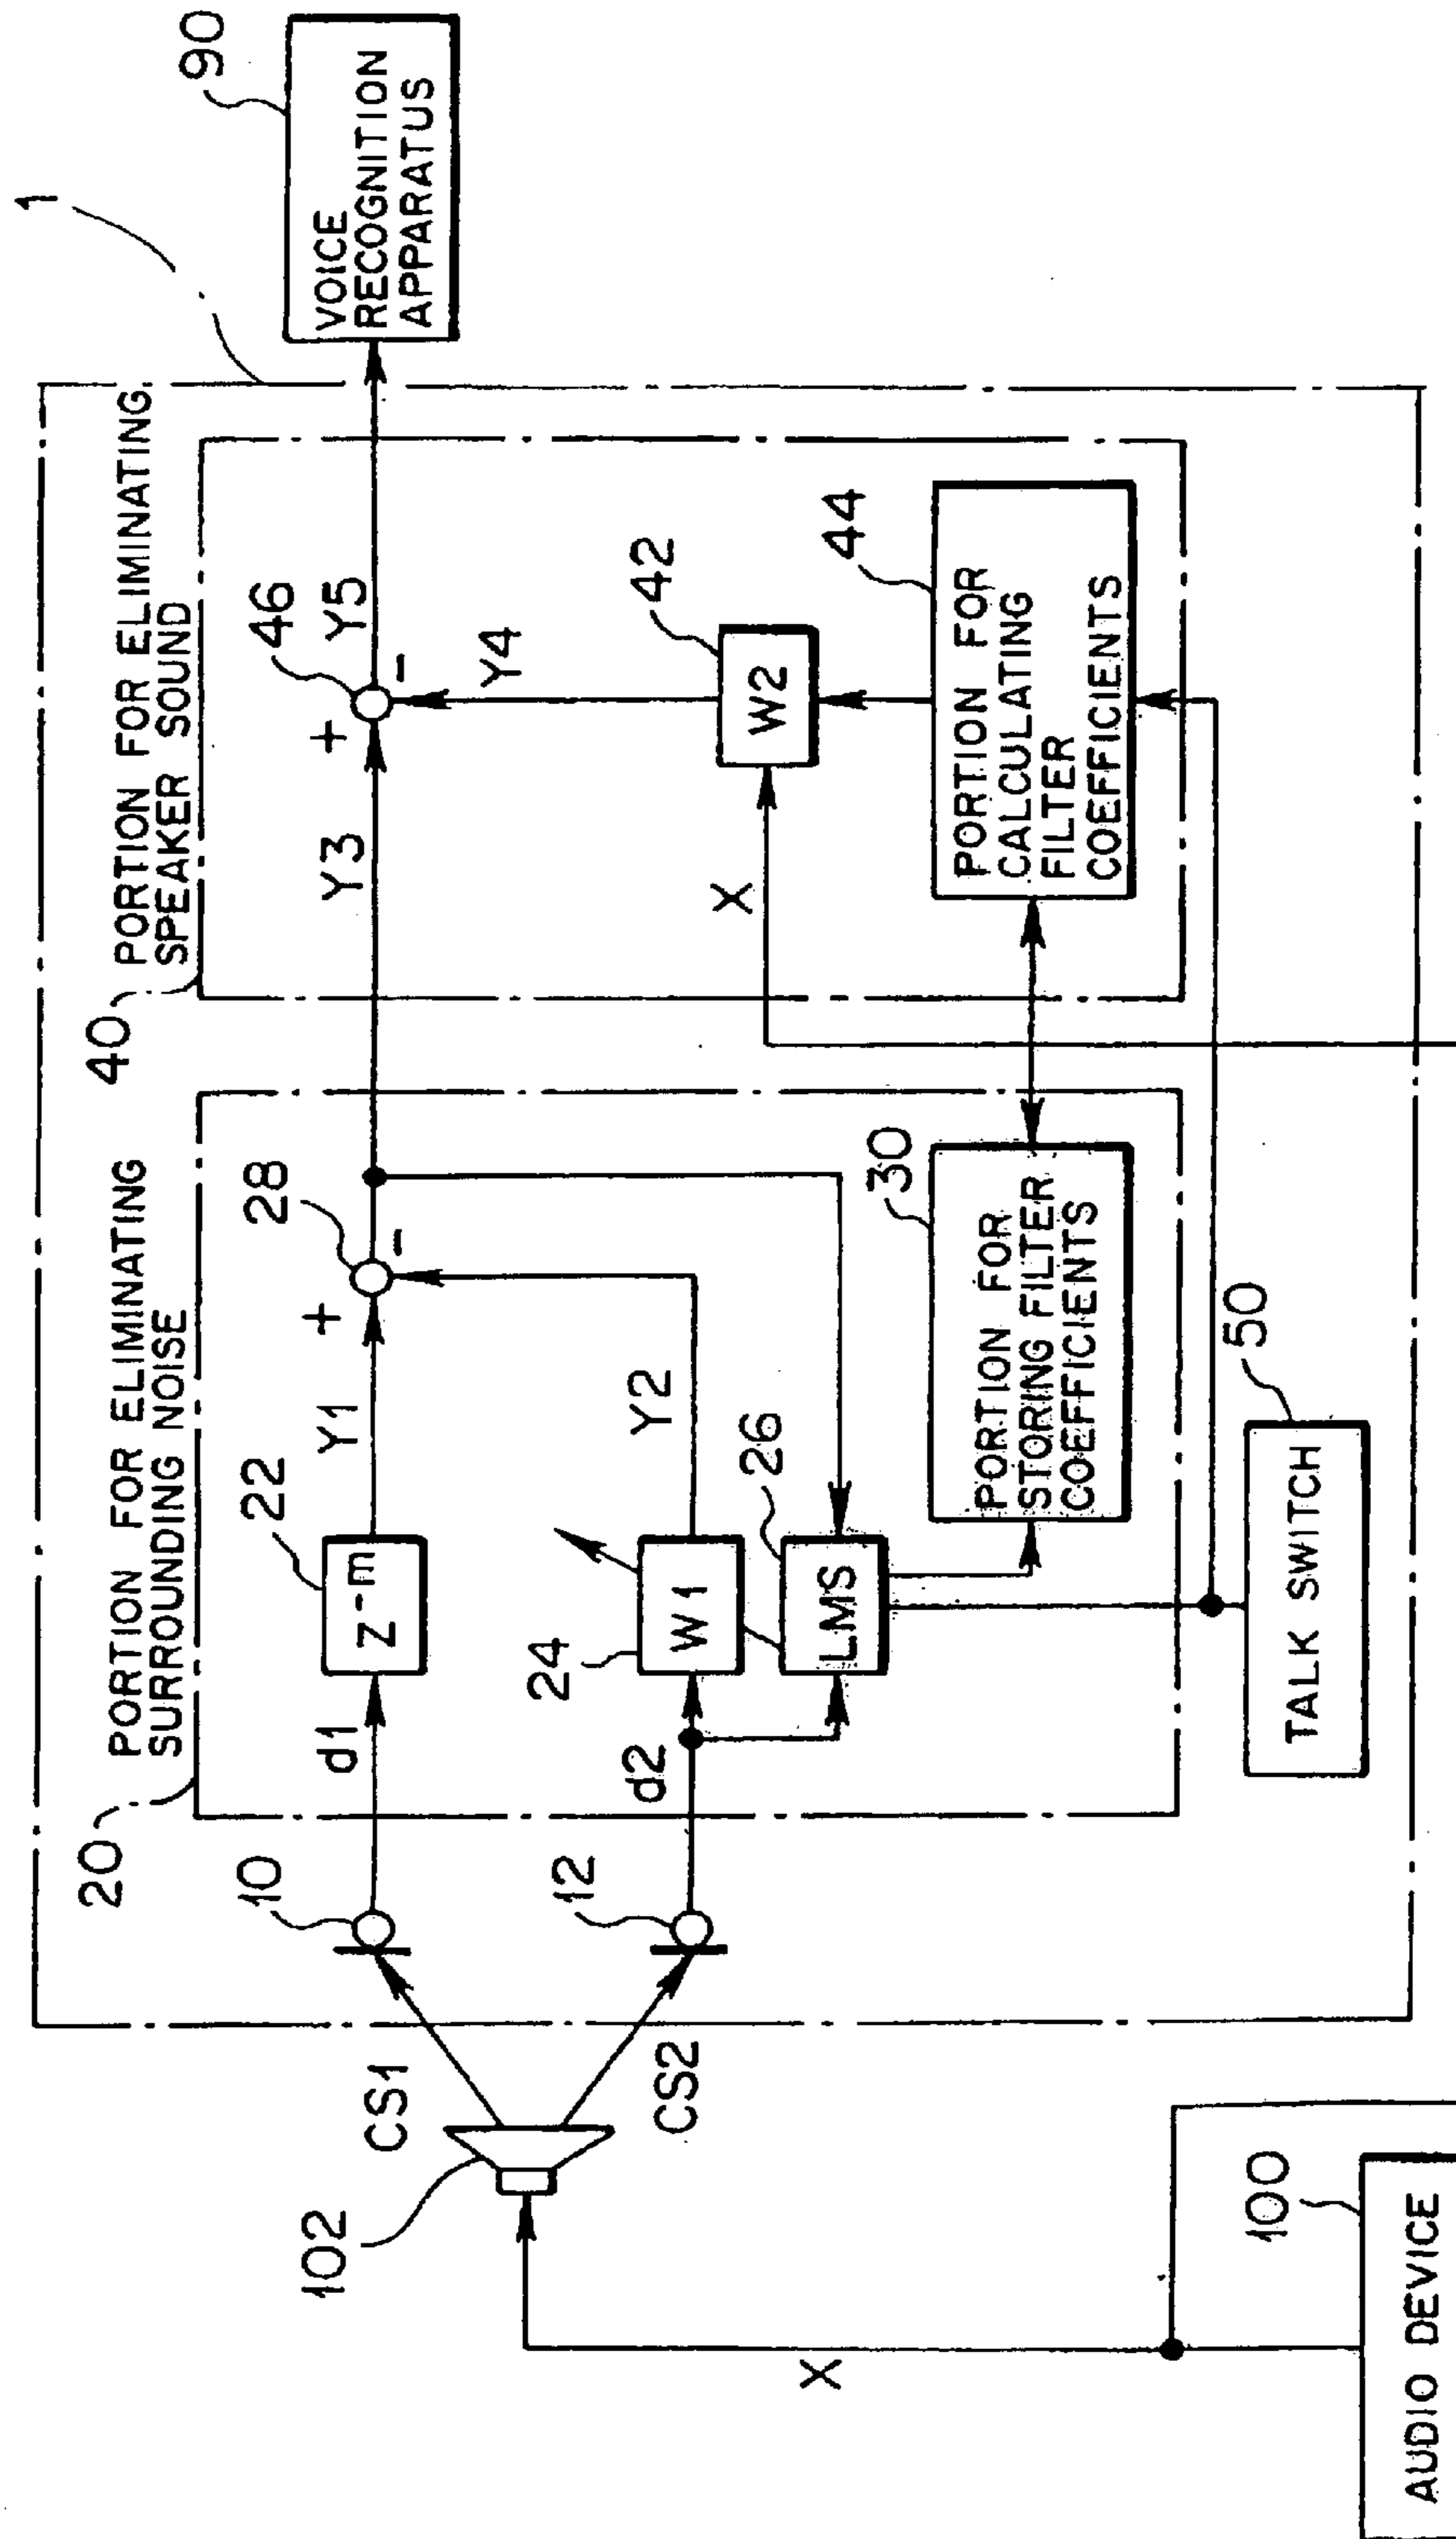 1
90
VOICE
RECOGNITION
APPARATUS
40
PORTION FOR ELIMINATING
SPEAKER SOUND
46
+
-
Y3
Y5
Y4
42
W2
X
44
PORTION FOR
CALCULATING
FILTER
COEFFICIENTS
20
PORTION FOR ELIMINATING
SURROUNDING NOISE
28
+
-
Y1
22
Z-m
d1
10
Y2
24
W1
26
LMS
d2
12
30
PORTION FOR
STORING FILTER
COEFFICIENTS
50
TALK SWITCH
CS1
CS2
102
X
100
AUDIO DEVICE